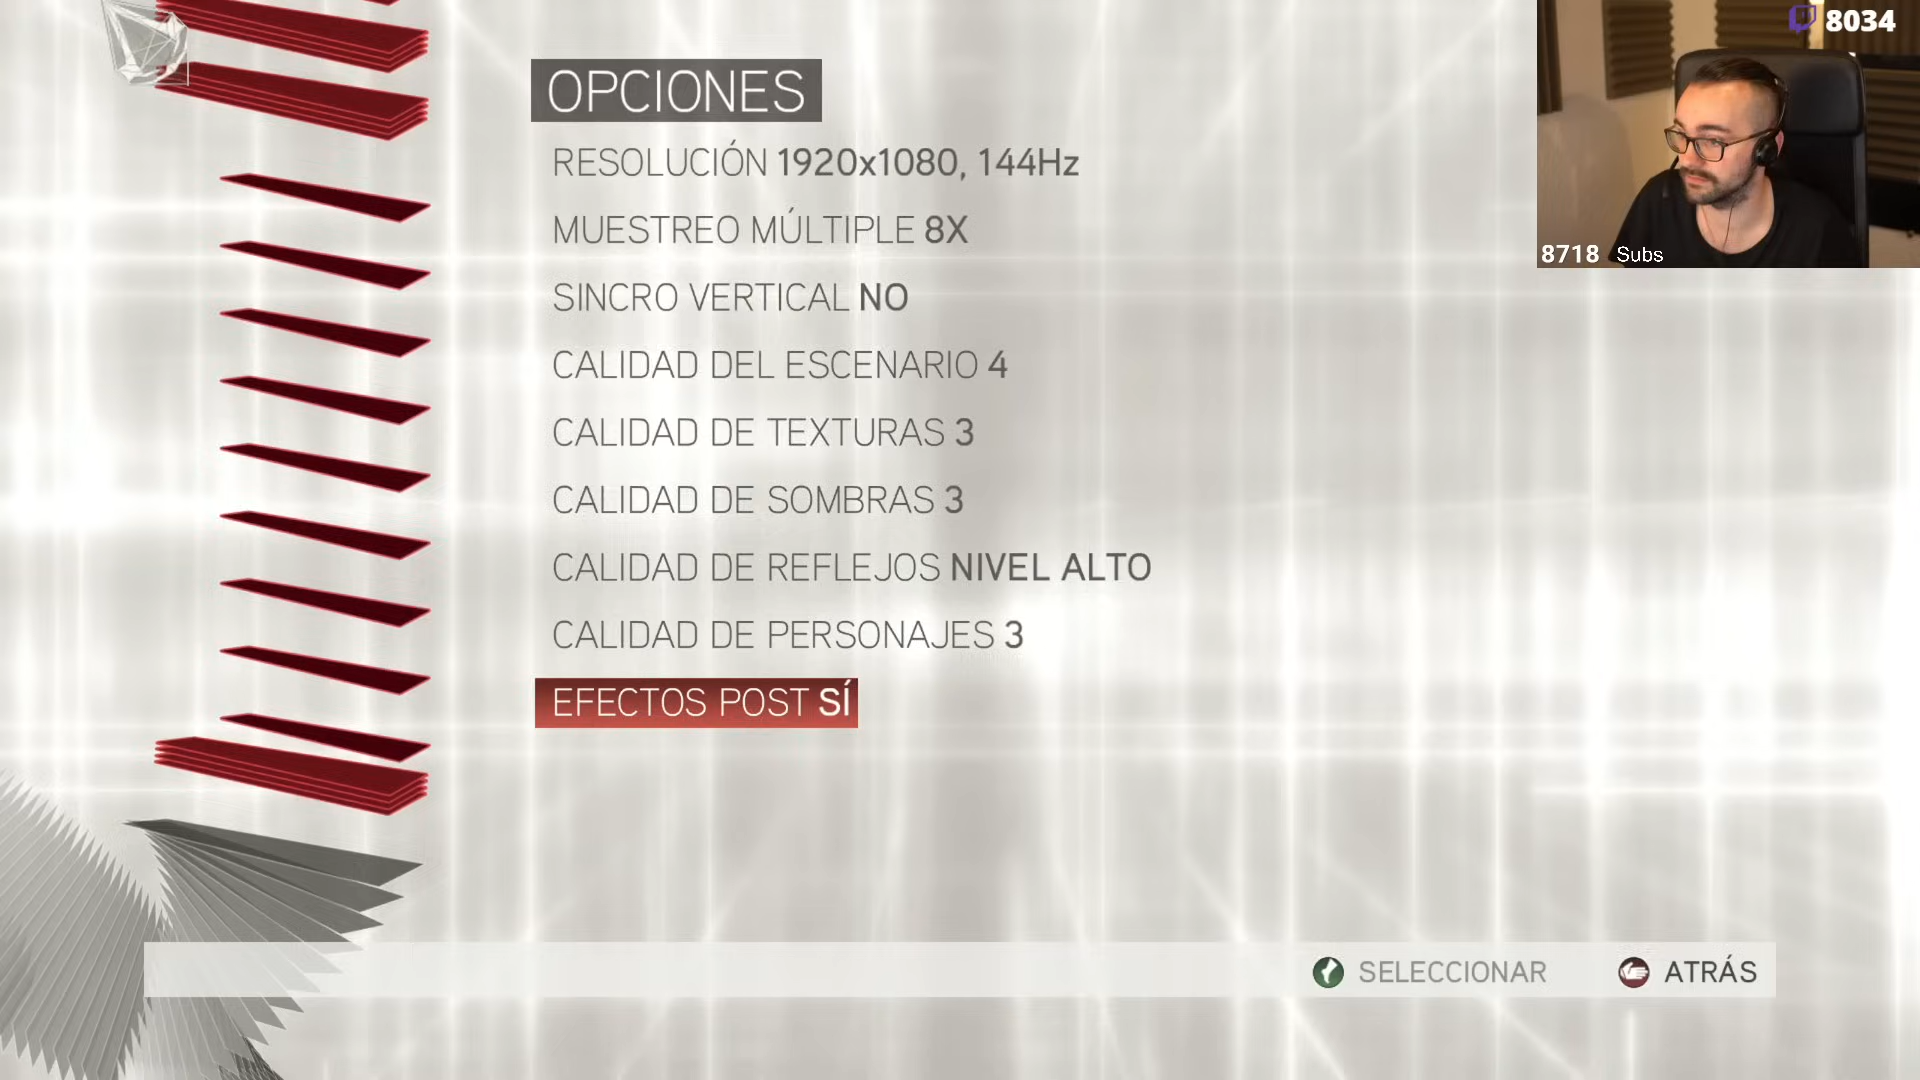 8034
OPCIONES
RESOLUCIÓN 1920x1080, 144Hz
MUESTREO MÚLTIPLE 8X
8718 Subs
SINCRO VERTICAL NO
CALIDAD DEL ESCENARIO 4
CALIDAD DE TEXTURAS 3
CALIDAD DE SOMBRAS 3
CALIDAD DE REFLEJOS NIVEL ALTO
CALIDAD DE PERSONAJES 3
EFECTOS POST SÍ
SELECCIONAR ATRÁS